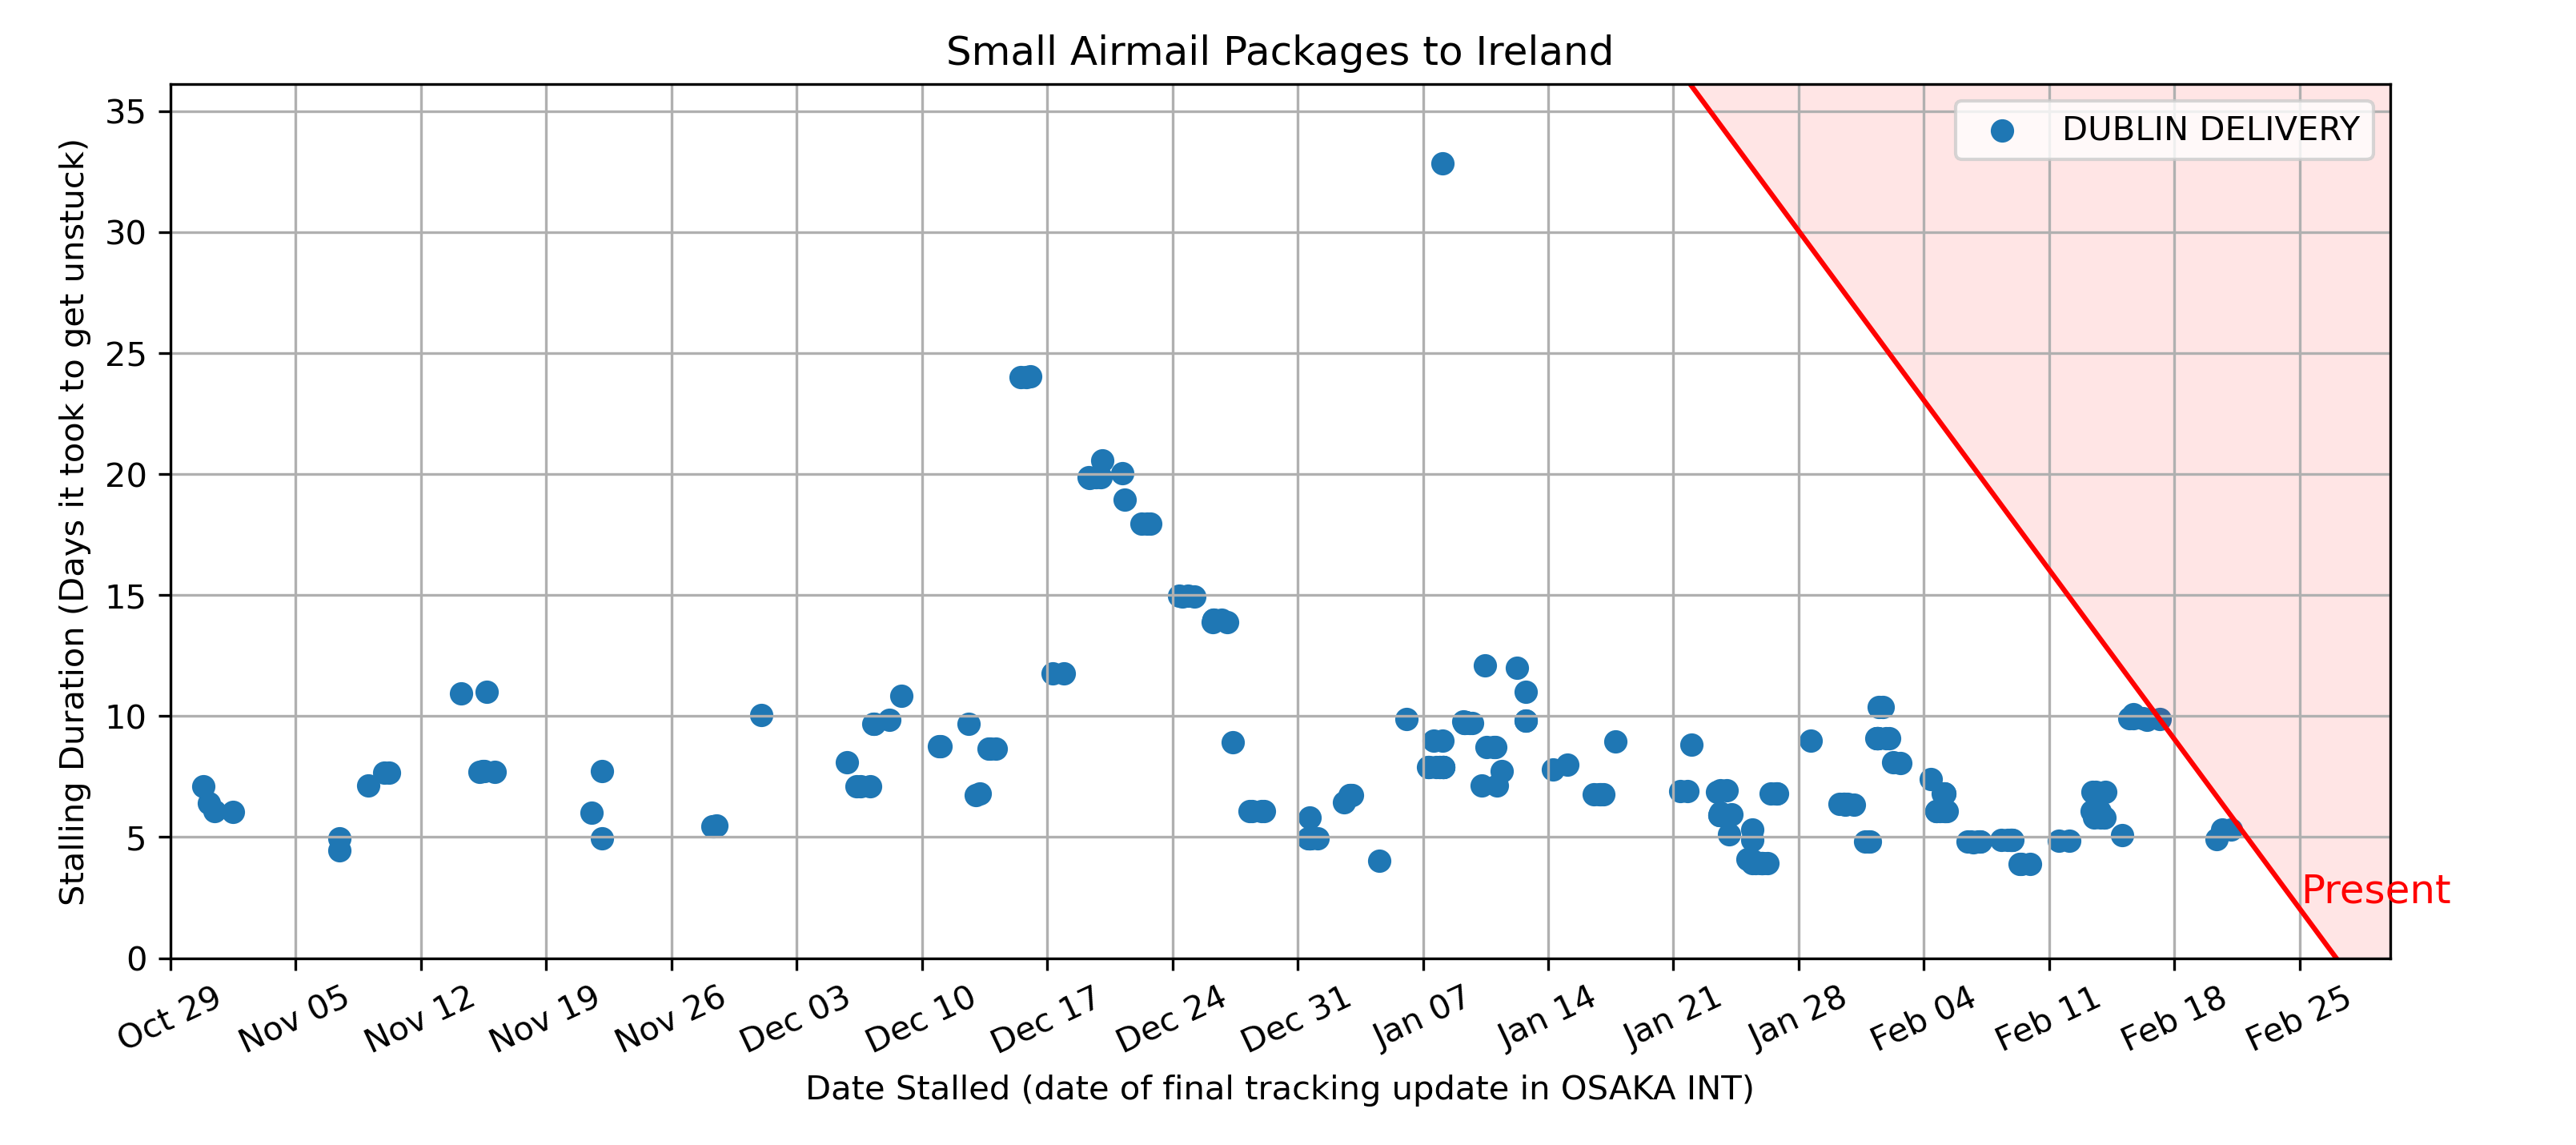 Small Airmail Packages to Ireland
DUBLIN DELIVERY
Stalling Duration (Days it took to get unstuck)
35
30
25
20
15
10
5
0
Present
Oct 29
Nov 05
Nov 12
Nov 19
Nov 26
Dec 03
Dec 10
Dec 17
Dec 24
Dec 31
Jan 07
Jan 14
Jan 21
Jan 28
Feb 04
Feb 11
Feb 18
Feb 25
Date Stalled (date of final tracking update in OSAKA INT)